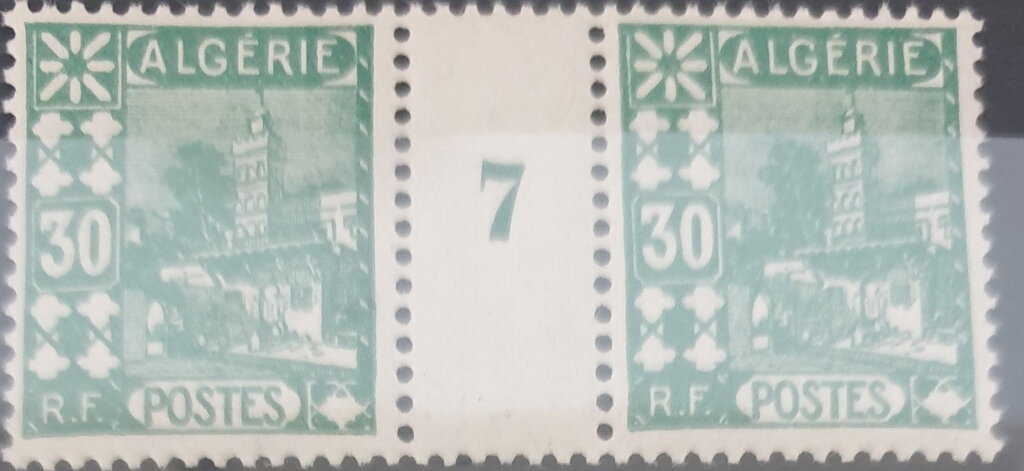 ALGÉRIE
30
R.F. POSTES
7
ALGÉRIE
30
R.F. POSTES